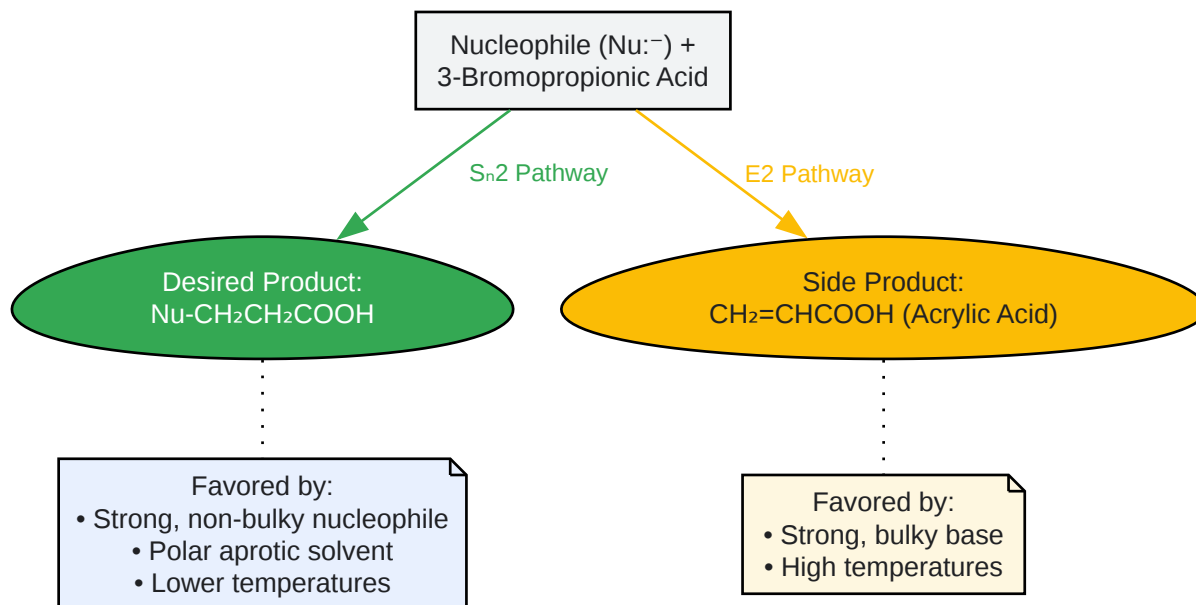 Nucleophile (Nu:⁻) +
3-Bromopropionic Acid
Sₙ2 Pathway
E2 Pathway
Desired Product:
Nu-CH₂CH₂COOH
Side Product:
CH₂=CHCOOH (Acrylic Acid)
Favored by:
• Strong, non-bulky nucleophile
• Polar aprotic solvent
• Lower temperatures
Favored by:
• Strong, bulky base
• High temperatures